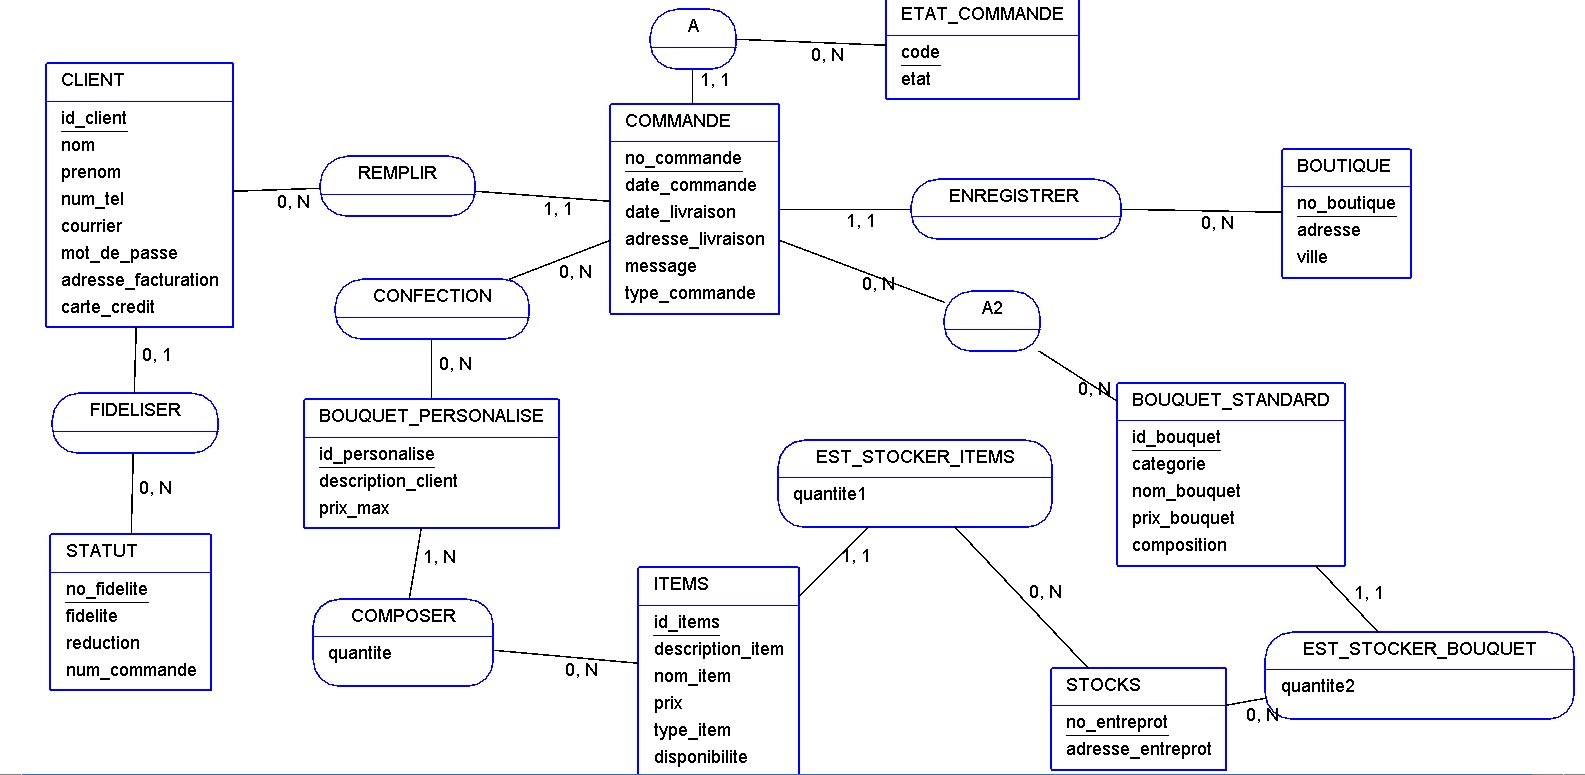 A
1, 1
0, N
ETAT_COMMANDE
code
etat
CLIENT
id_client
nom
prenom
num_tel
courrier
mot_de_passe
adresse_facturation
carte_credit
0, N
REMPLIR
1, 1
COMMANDE
no_commande
date_commande
date_livraison
adresse_livraison
message
type_commande
1, 1
ENREGISTRER
0, N
BOUTIQUE
no_boutique
adresse
ville
0, N
CONFECTION
0, N
0, N
A2
0, N
0, 1
FIDELISER
0, N
STATUT
no_fidelite
fidelite
reduction
num_commande
BOUQUET_PERSONALISE
id_personalise
description_client
prix_max
1, N
COMPOSER
quantite
0, N
ITEMS
id_items
description_item
nom_item
prix
type_item
disponibilite
EST_STOCKER_ITEMS
quantite1
1, 1
0, N
BOUQUET_STANDARD
id_bouquet
categorie
nom_bouquet
prix_bouquet
composition
1, 1
EST_STOCKER_BOUQUET
quantite2
0, N
STOCKS
no_entreprot
adresse_entreprot